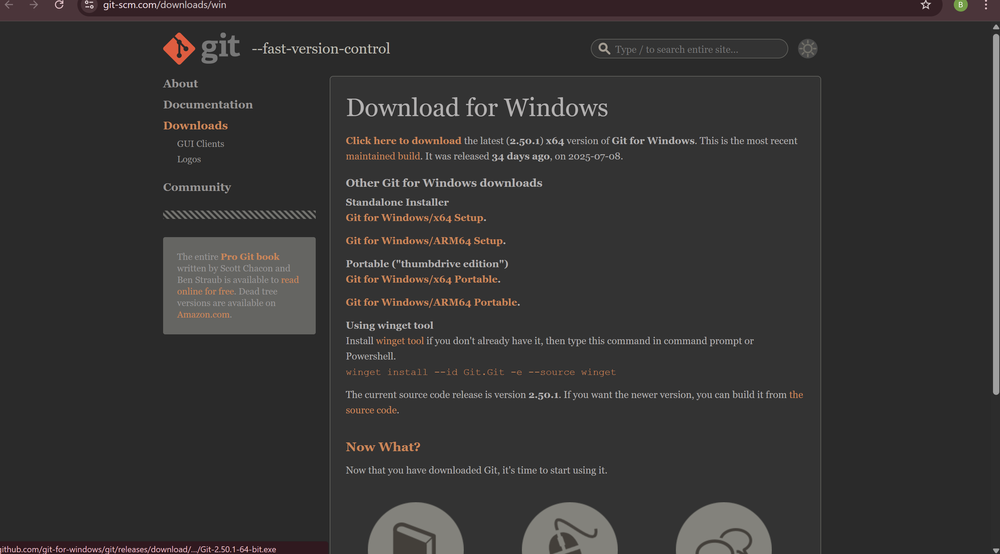 git-scm.com/downloads/win
B
git --fast-version-control
Type / to search entire site...
About
Documentation
Downloads
GUI Clients
Logos
Community
The entire Pro Git book
written by Scott Chacon and
Ben Straub is available to read
online for free. Dead tree
versions are available on
Amazon.com.
Download for Windows
Click here to download the latest (2.50.1) x64 version of Git for Windows. This is the most recent
maintained build. It was released 34 days ago, on 2025-07-08.
Other Git for Windows downloads
Standalone Installer
Git for Windows/x64 Setup.
Git for Windows/ARM64 Setup.
Portable ("thumbdrive edition")
Git for Windows/x64 Portable.
Git for Windows/ARM64 Portable.
Using winget tool
Install winget tool if you don't already have it, then type this command in command prompt or
Powershell.
winget install --id Git.Git -e --source winget
The current source code release is version 2.50.1. If you want the newer version, you can build it from the
source code.
Now What?
Now that you have downloaded Git, it's time to start using it.
github.com/git-for-windows/git/releases/download/.../Git-2.50.1-64-bit.exe